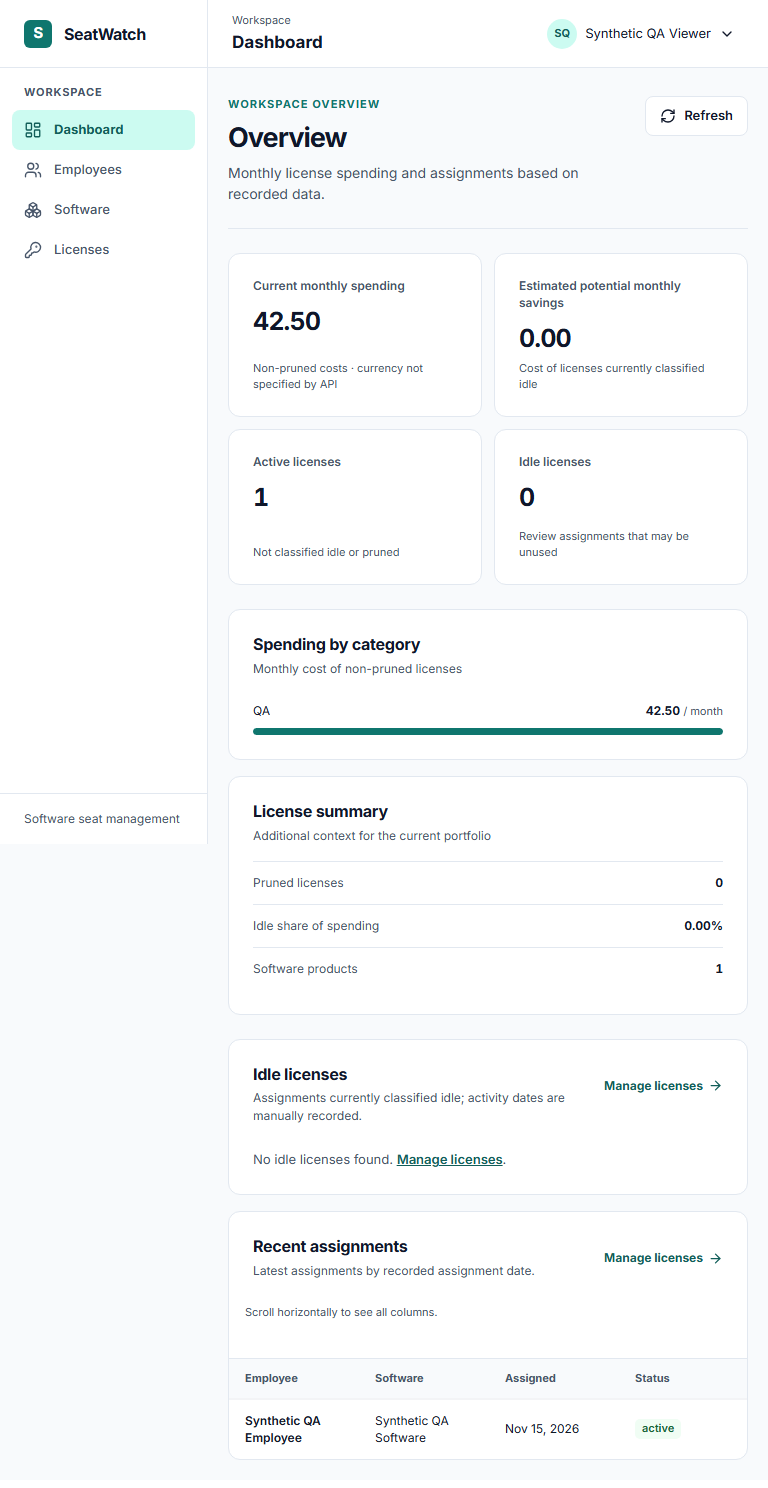 S SeatWatch
Workspace
Dashboard
SQ Synthetic QA Viewer
WORKSPACE
Dashboard
Employees
Software
Licenses
Software seat management
WORKSPACE OVERVIEW
Overview
Monthly license spending and assignments based on
recorded data.
Refresh
Current monthly spending
42.50
Non-pruned costs · currency not
specified by API
Estimated potential monthly
savings
0.00
Cost of licenses currently classified
idle
Active licenses
1
Not classified idle or pruned
Idle licenses
0
Review assignments that may be
unused
Spending by category
Monthly cost of non-pruned licenses
QA 42.50 / month
License summary
Additional context for the current portfolio
Pruned licenses 0
Idle share of spending 0.00%
Software products 1
Idle licenses
Assignments currently classified idle; activity dates are
manually recorded.
Manage licenses →
No idle licenses found. Manage licenses.
Recent assignments
Latest assignments by recorded assignment date.
Manage licenses →
Scroll horizontally to see all columns.
Employee Software Assigned Status
Synthetic QA
Employee
Synthetic QA
Software
Nov 15, 2026
active